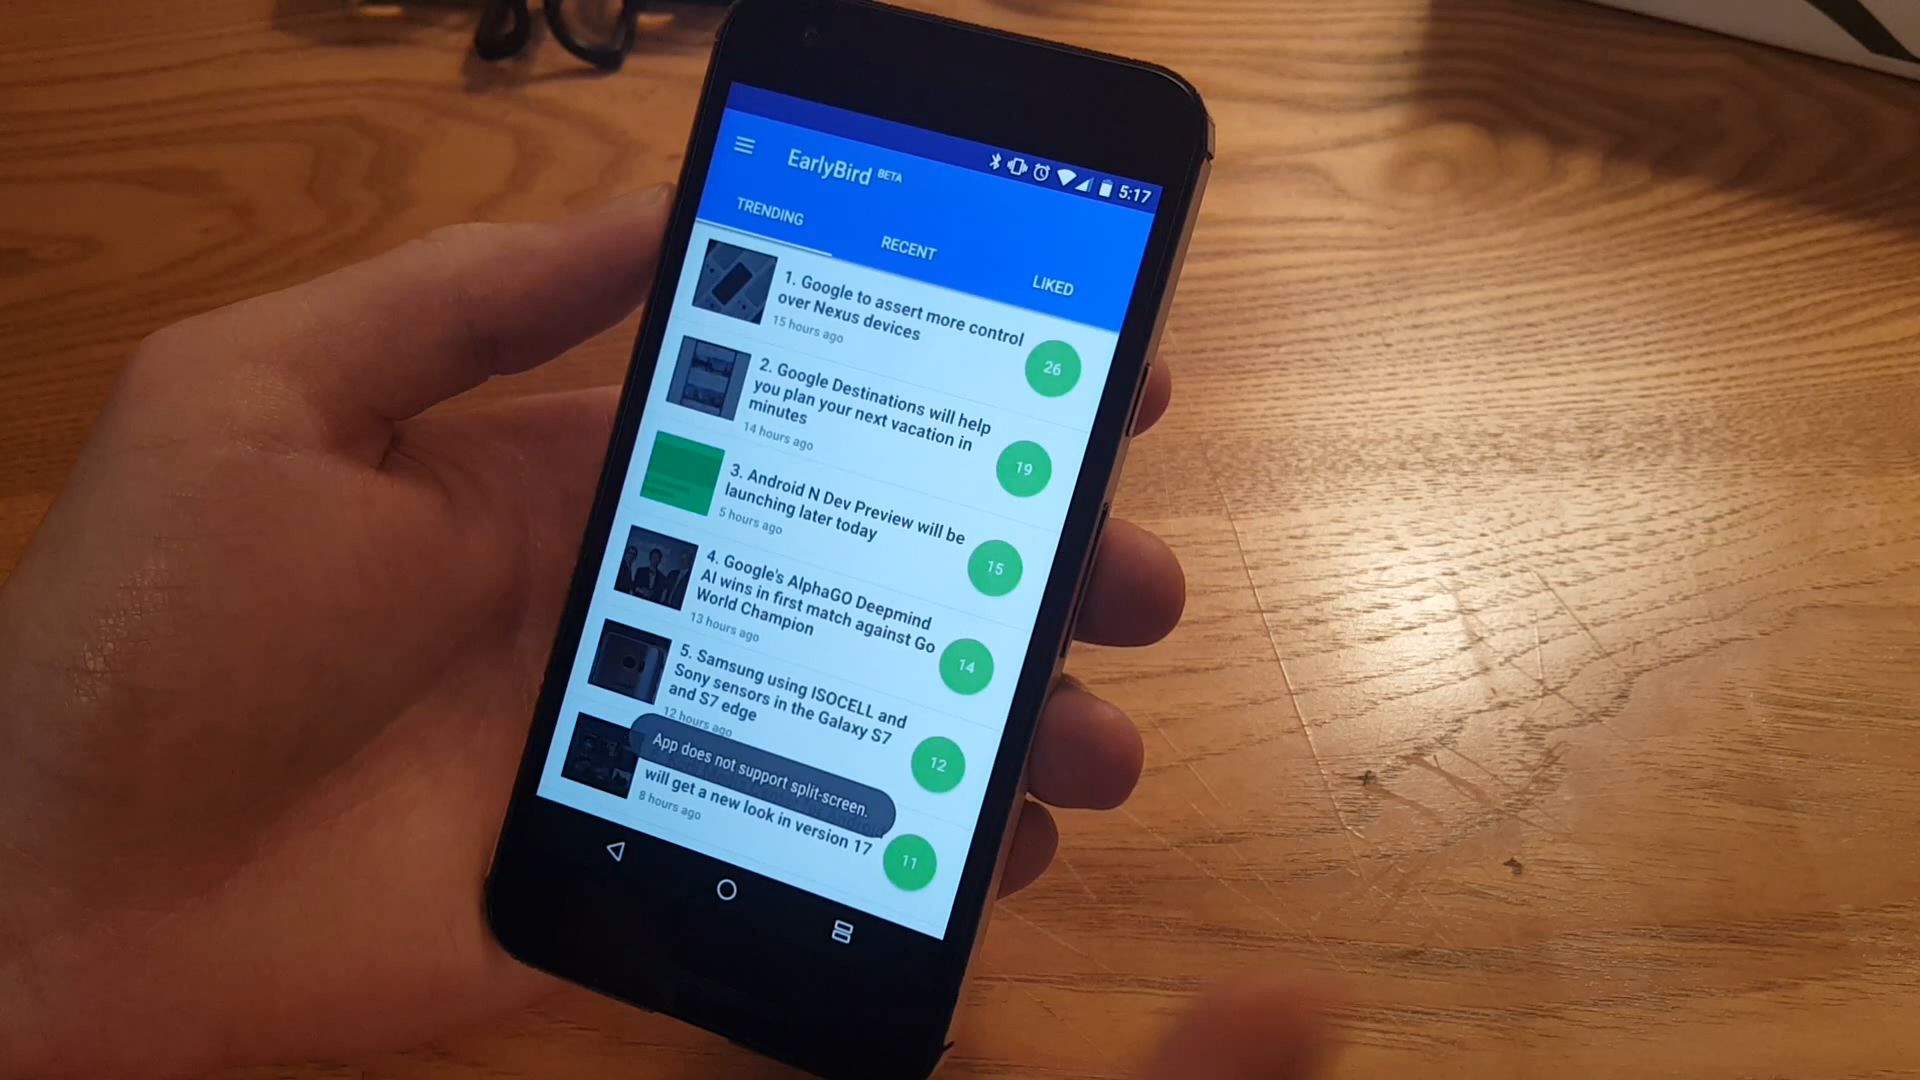 5:17
EarlyBird BETA
TRENDING
RECENT
LIKED
1. Google to assert more control
over Nexus devices
15 hours ago
26
2. Google Destinations will help
you plan your next vacation in
minutes
14 hours ago
19
3. Android N Dev Preview will be
launching later today
5 hours ago
15
4. Google's AlphaGO Deepmind
AI wins in first match against Go
World Champion
13 hours ago
14
5. Samsung using ISOCELL and
Sony sensors in the Galaxy S7
and S7 edge
12 hours ago
12
App does not support split-screen.
will get a new look in version 17
8 hours ago
11